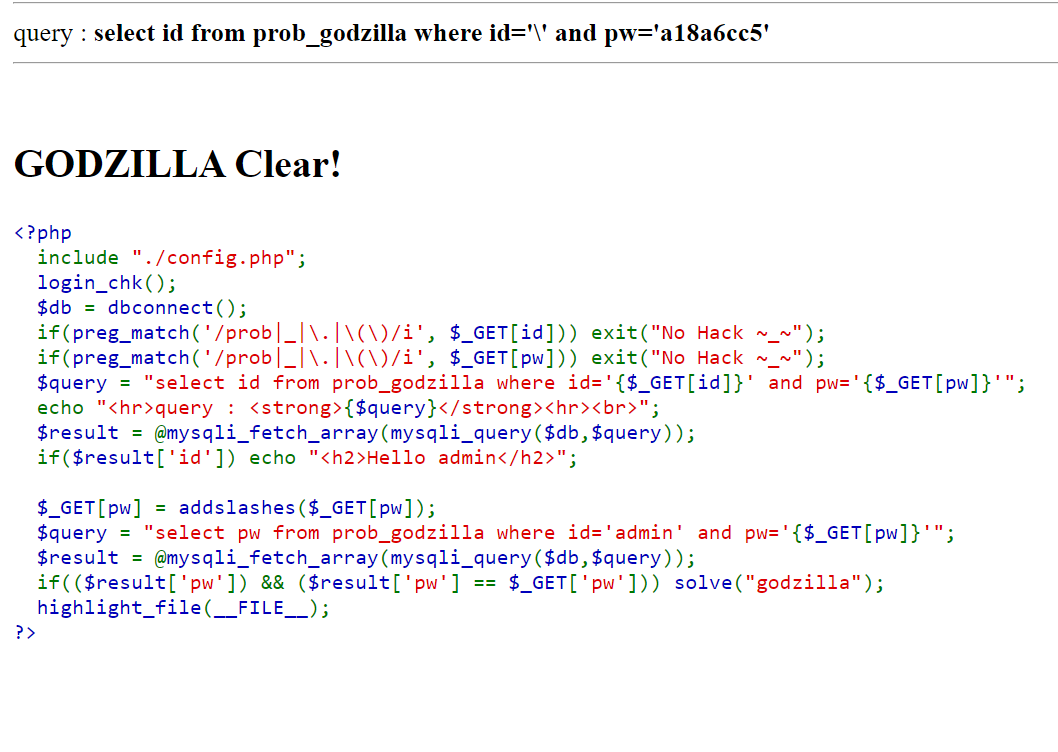 query : select id from prob_godzilla where id='\' and pw='a18a6cc5'
GODZILLA Clear!
<?php
  include "./config.php";
  login_chk();
  $db = dbconnect();
  if(preg_match('/prob|_|\.|\(\)/i', $_GET[id])) exit("No Hack ~_~");
  if(preg_match('/prob|_|\.|\(\)/i', $_GET[pw])) exit("No Hack ~_~");
  $query = "select id from prob_godzilla where id='{$_GET[id]}' and pw='{$_GET[pw]}'";
  echo "<hr>query : <strong>{$query}</strong><hr><br>";
  $result = @mysqli_fetch_array(mysqli_query($db,$query));
  if($result['id']) echo "<h2>Hello admin</h2>";
  $_GET[pw] = addslashes($_GET[pw]);
  $query = "select pw from prob_godzilla where id='admin' and pw='{$_GET[pw]}'";
  $result = @mysqli_fetch_array(mysqli_query($db,$query));
  if(($result['pw']) && ($result['pw'] == $_GET['pw'])) solve("godzilla");
  highlight_file(__FILE__);
?>